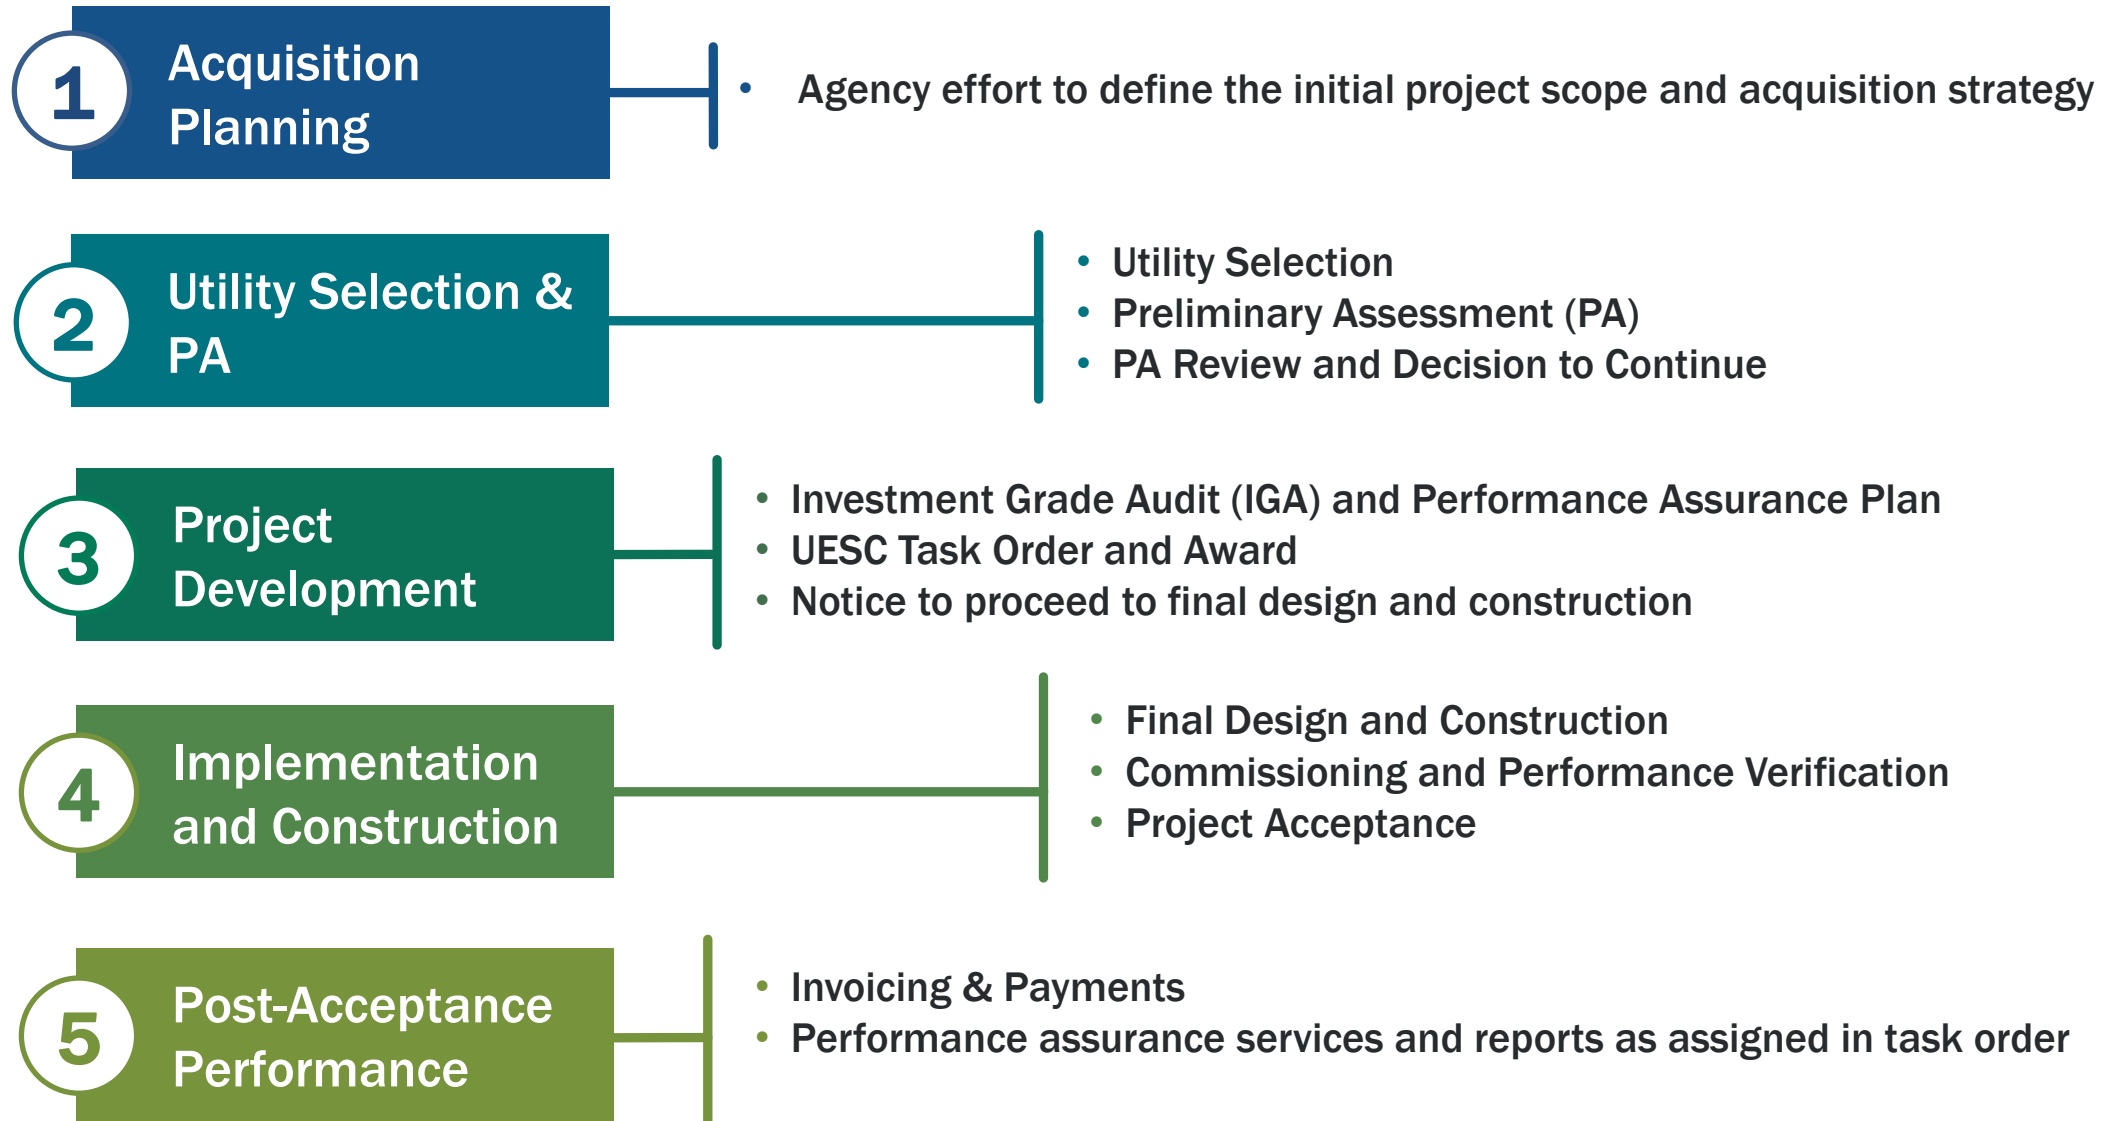 1
Acquisition
Planning
• Agency effort to define the initial project scope and acquisition strategy
2
Utility Selection &
PA
• Utility Selection
• Preliminary Assessment (PA)
• PA Review and Decision to Continue
3
Project
Development
• Investment Grade Audit (IGA) and Performance Assurance Plan
• UESC Task Order and Award
• Notice to proceed to final design and construction
4
Implementation
and Construction
• Final Design and Construction
• Commissioning and Performance Verification
• Project Acceptance
5
Post-Acceptance
Performance
• Invoicing & Payments
• Performance assurance services and reports as assigned in task order